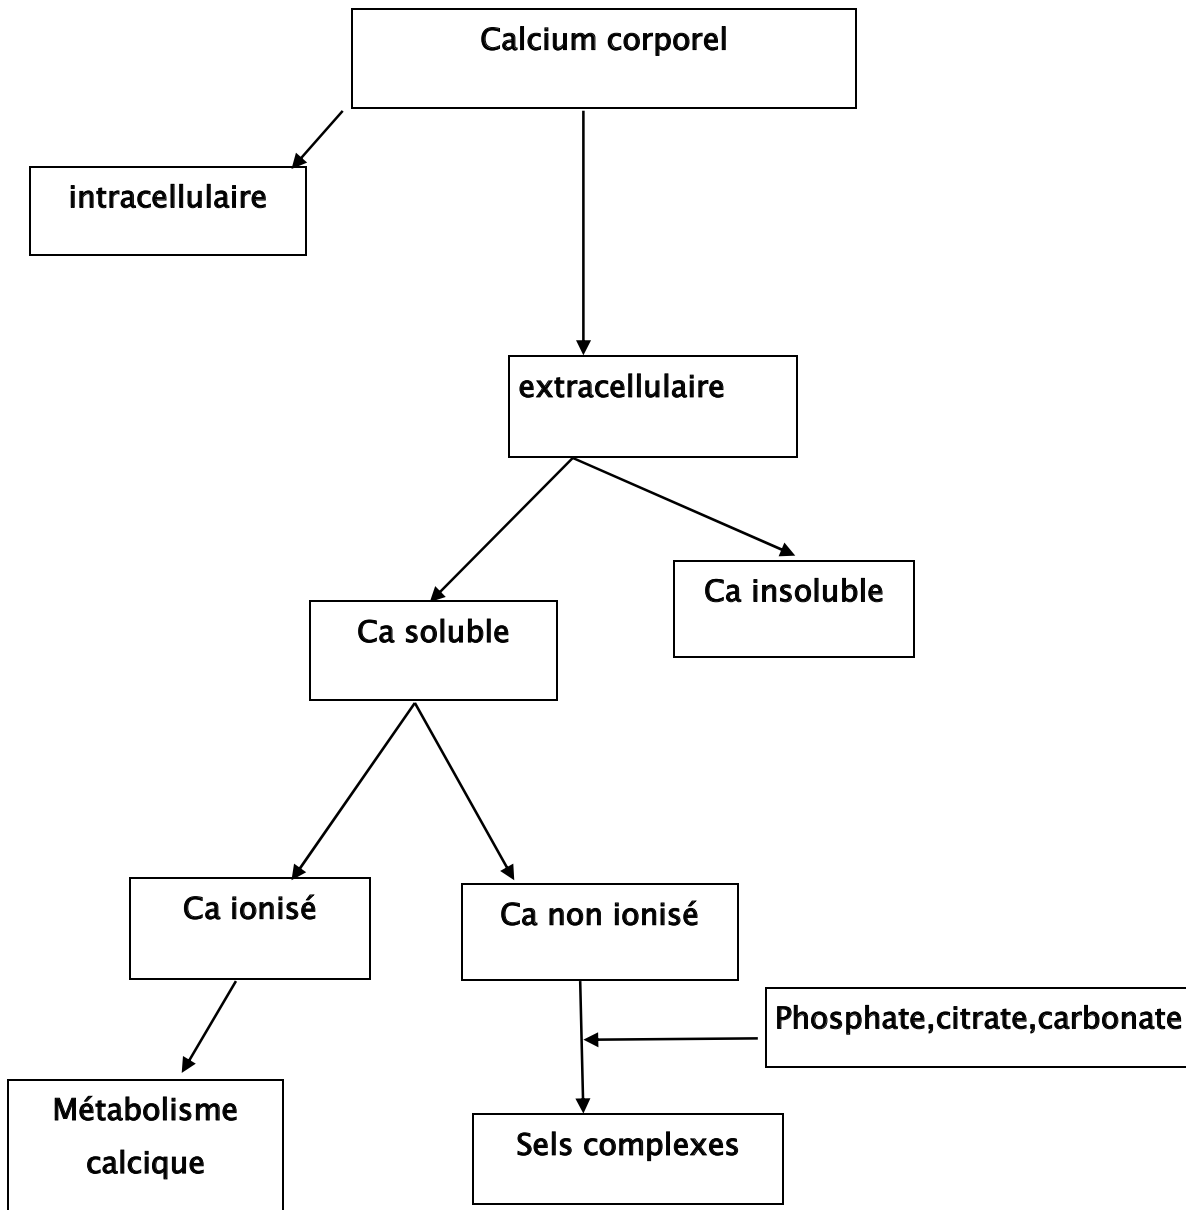 Calcium corporel
intracellulaire
extracellulaire
Ca insoluble
Ca soluble
Ca ionisé
Ca non ionisé
Phosphate,citrate,carbonate
Métabolisme
calcique
Sels complexes